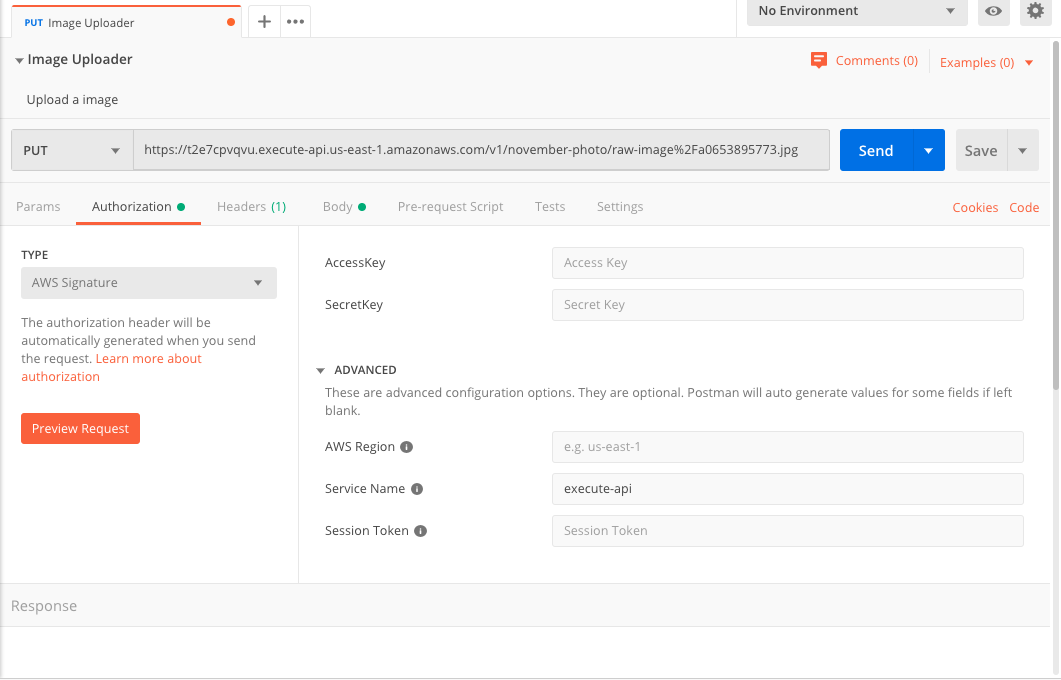 PUT Image Uploader
No Environment
Image Uploader
Comments (0)
Examples (0)
Upload a image
PUT
https://t2e7cpvqvu.execute-api.us-east-1.amazonaws.com/v1/november-photo/raw-image%2Fa0653895773.jpg
Send
Save
Params
Authorization
Headers (1)
Body
Pre-request Script
Tests
Settings
Cookies
Code
TYPE
AWS Signature
The authorization header will be
automatically generated when you send
the request. Learn more about
authorization
Preview Request
AccessKey
Access Key
SecretKey
Secret Key
ADVANCED
These are advanced configuration options. They are optional. Postman will auto generate values for some fields if left
blank.
AWS Region
e.g. us-east-1
Service Name
execute-api
Session Token
Session Token
Response